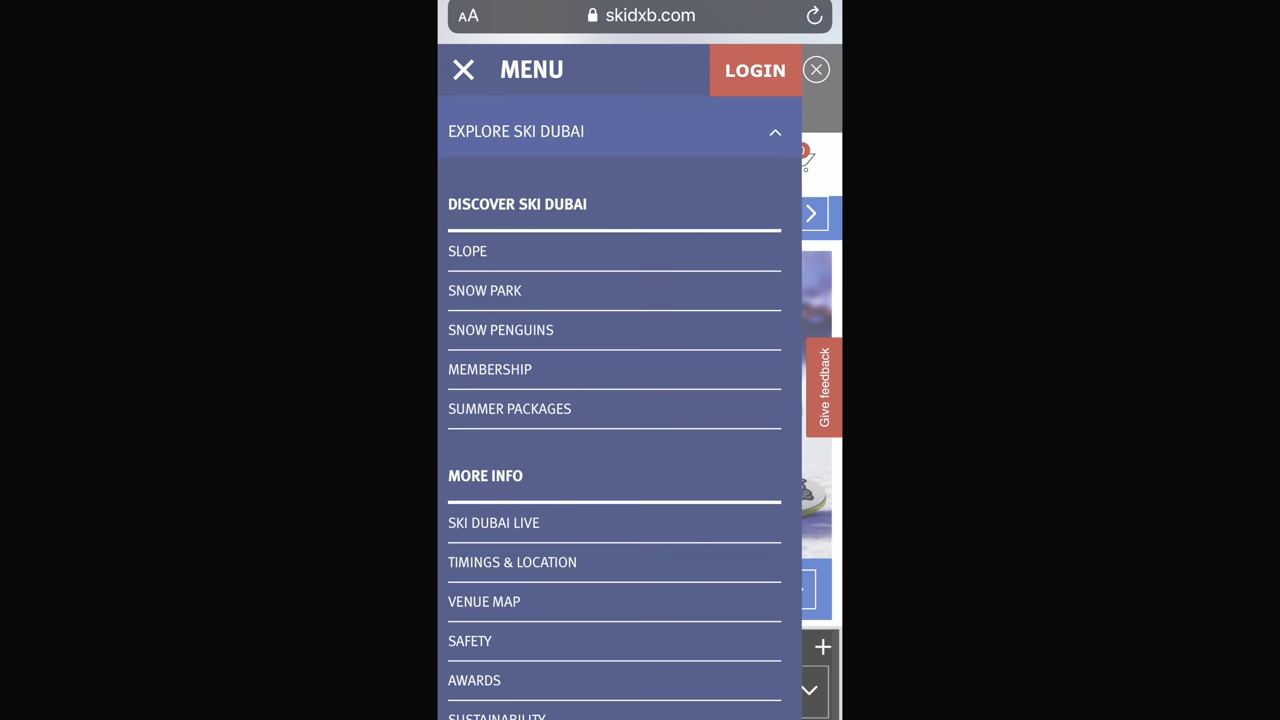 AA
skidxb.com
MENU
LOGIN
EXPLORE SKI DUBAI
DISCOVER SKI DUBAI
SLOPE
SNOW PARK
SNOW PENGUINS
MEMBERSHIP
SUMMER PACKAGES
Give feedback
MORE INFO
SKI DUBAI LIVE
TIMINGS & LOCATION
VENUE MAP
SAFETY
AWARDS
SUSTAINABILITY